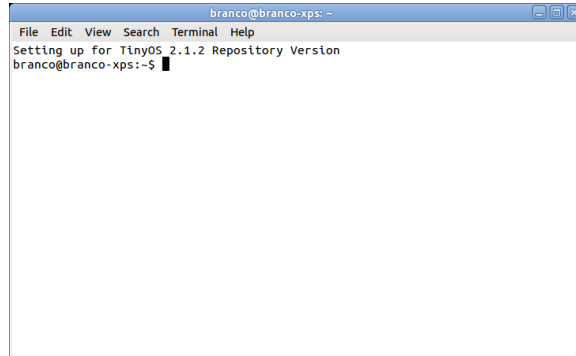 branco@branco-xps: ~
File Edit View Search Terminal Help
Setting up for TinyOS 2.1.2 Repository Version
branco@branco-xps:~$